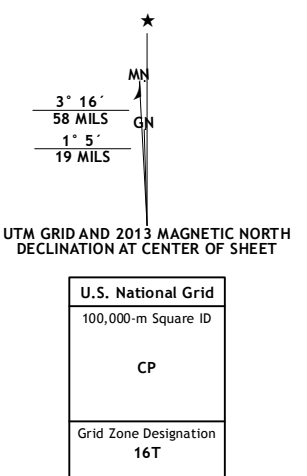 ★
MN
3° 16´
58 MILS
GN
1° 5´
19 MILS
UTM GRID AND 2013 MAGNETIC NORTH
DECLINATION AT CENTER OF SHEET
U.S. National Grid
100,000-m Square ID
CP
Grid Zone Designation
16T